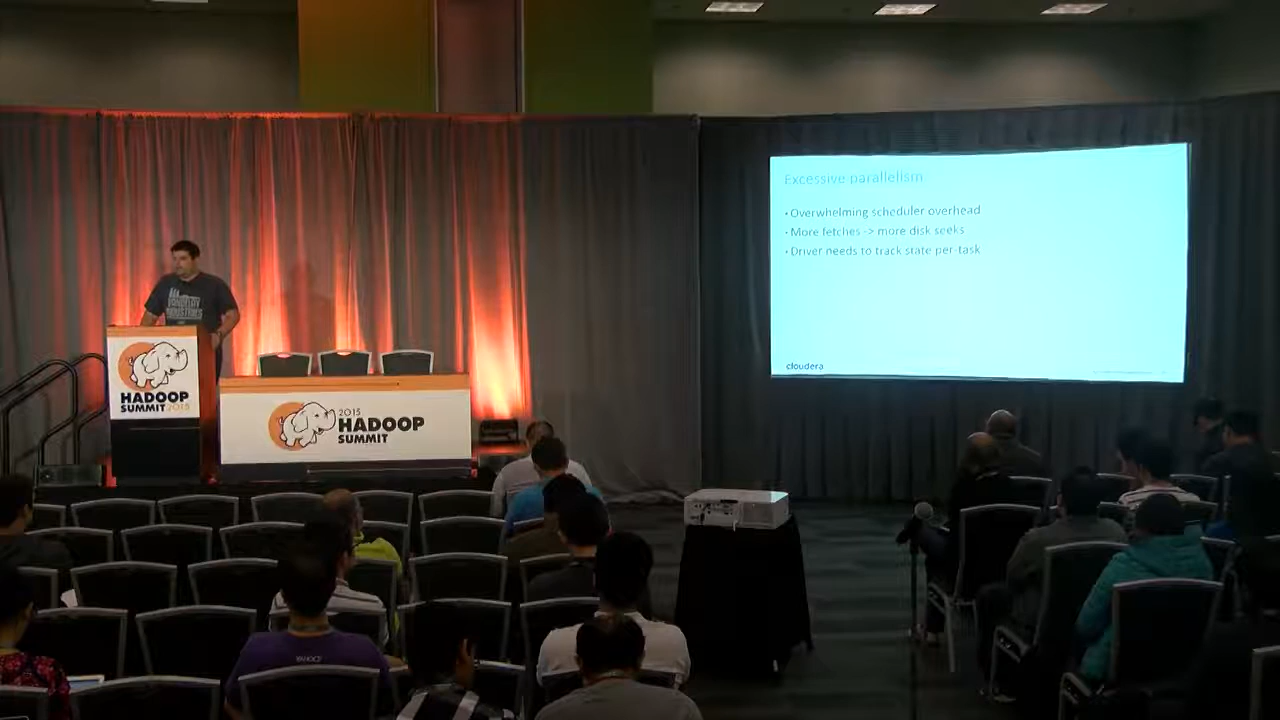 Excessive parallelism
• Overwhelming scheduler overhead
• More fetches -> more disk seeks
• Driver needs to track state per-task
cloudera
HADOOP
SUMMIT 2015
2015
HADOOP
SUMMIT
YAHOO!